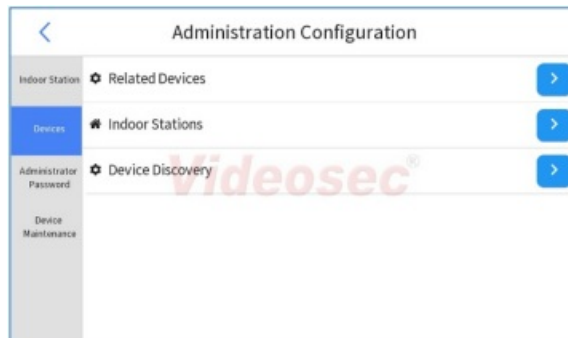 Administration Configuration
Indoor Station
Related Devices
Devices
Indoor Stations
Administrator
Password
Device Discovery
Device
Maintenance
Videosec®